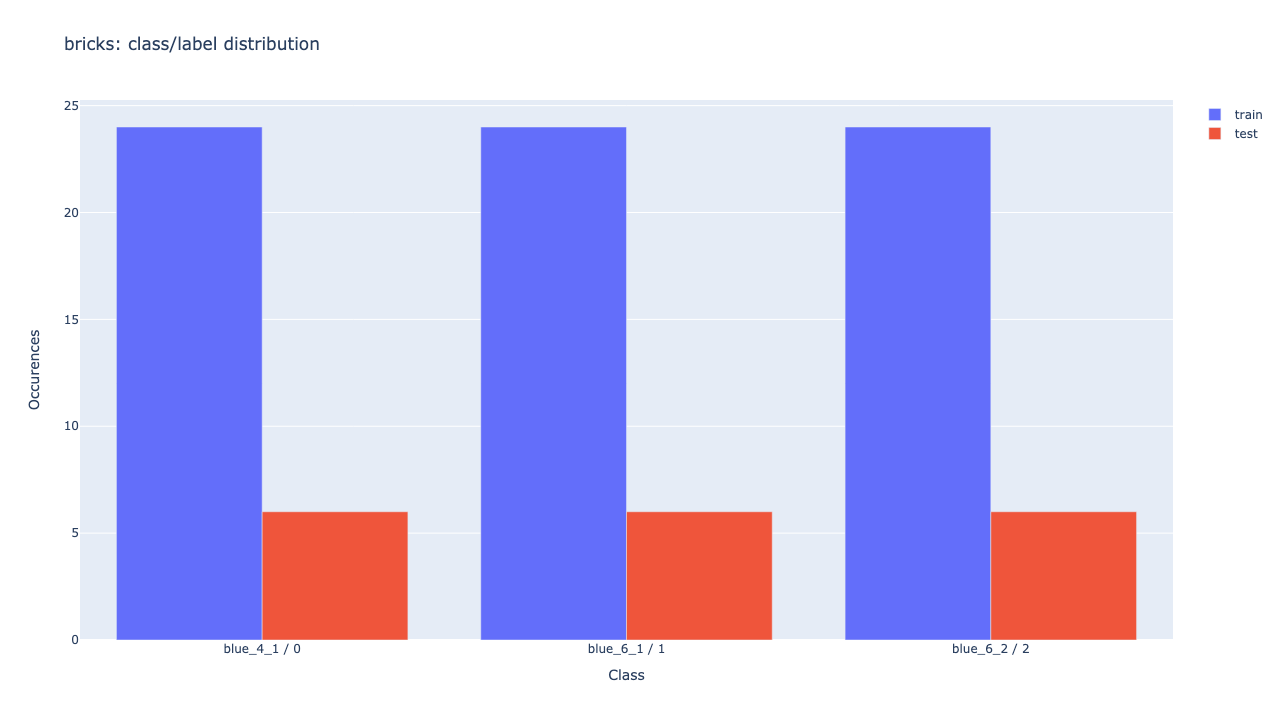 bricks: class/label distribution
train
test
25
20
15
10
5
0
Occurences
blue_4_1 / 0
blue_6_1 / 1
blue_6_2 / 2
Class